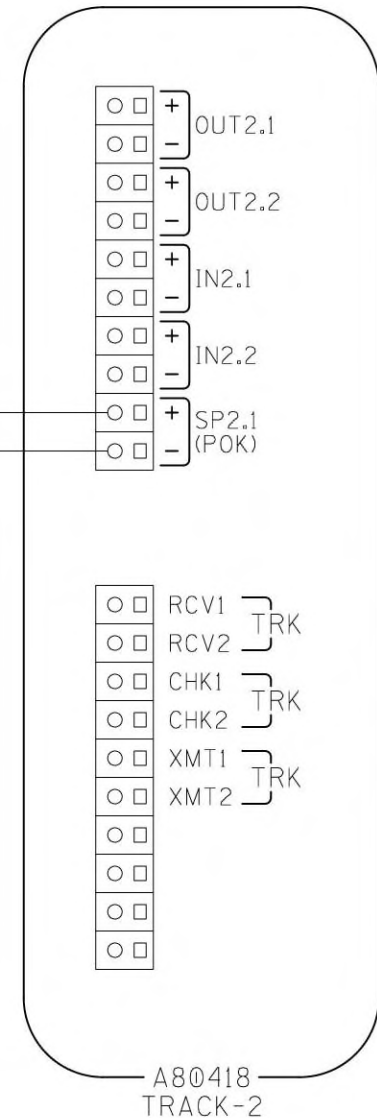 +
OUT2.1
-
+
OUT2.2
-
+
IN2.1
-
+
IN2.2
-
+
SP2.1
(POK)
-
RCV1
TRK
RCV2
CHK1
TRK
CHK2
XMT1
TRK
XMT2
A80418
TRACK-2